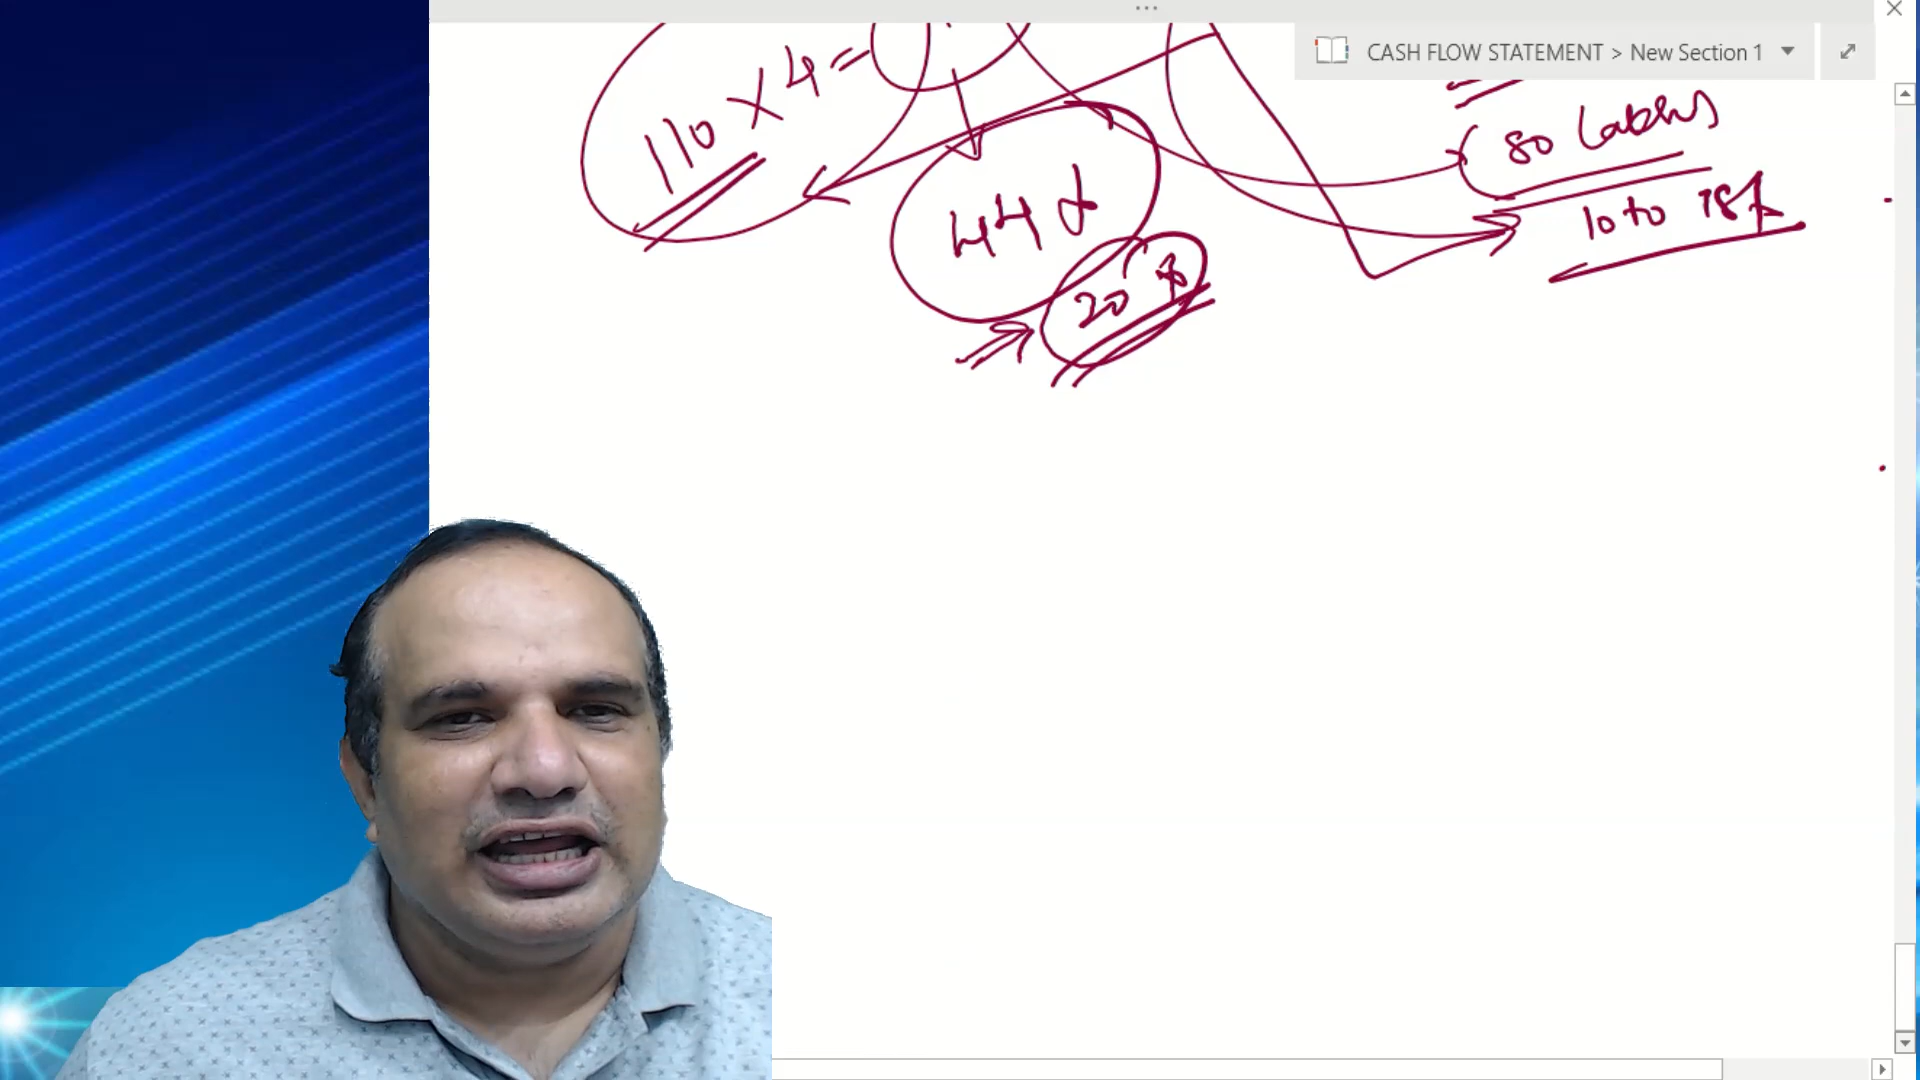 CASH FLOW STATEMENT > New Section 1
110 x 4 =
80 Lakhs
10 to 18%
44
20%